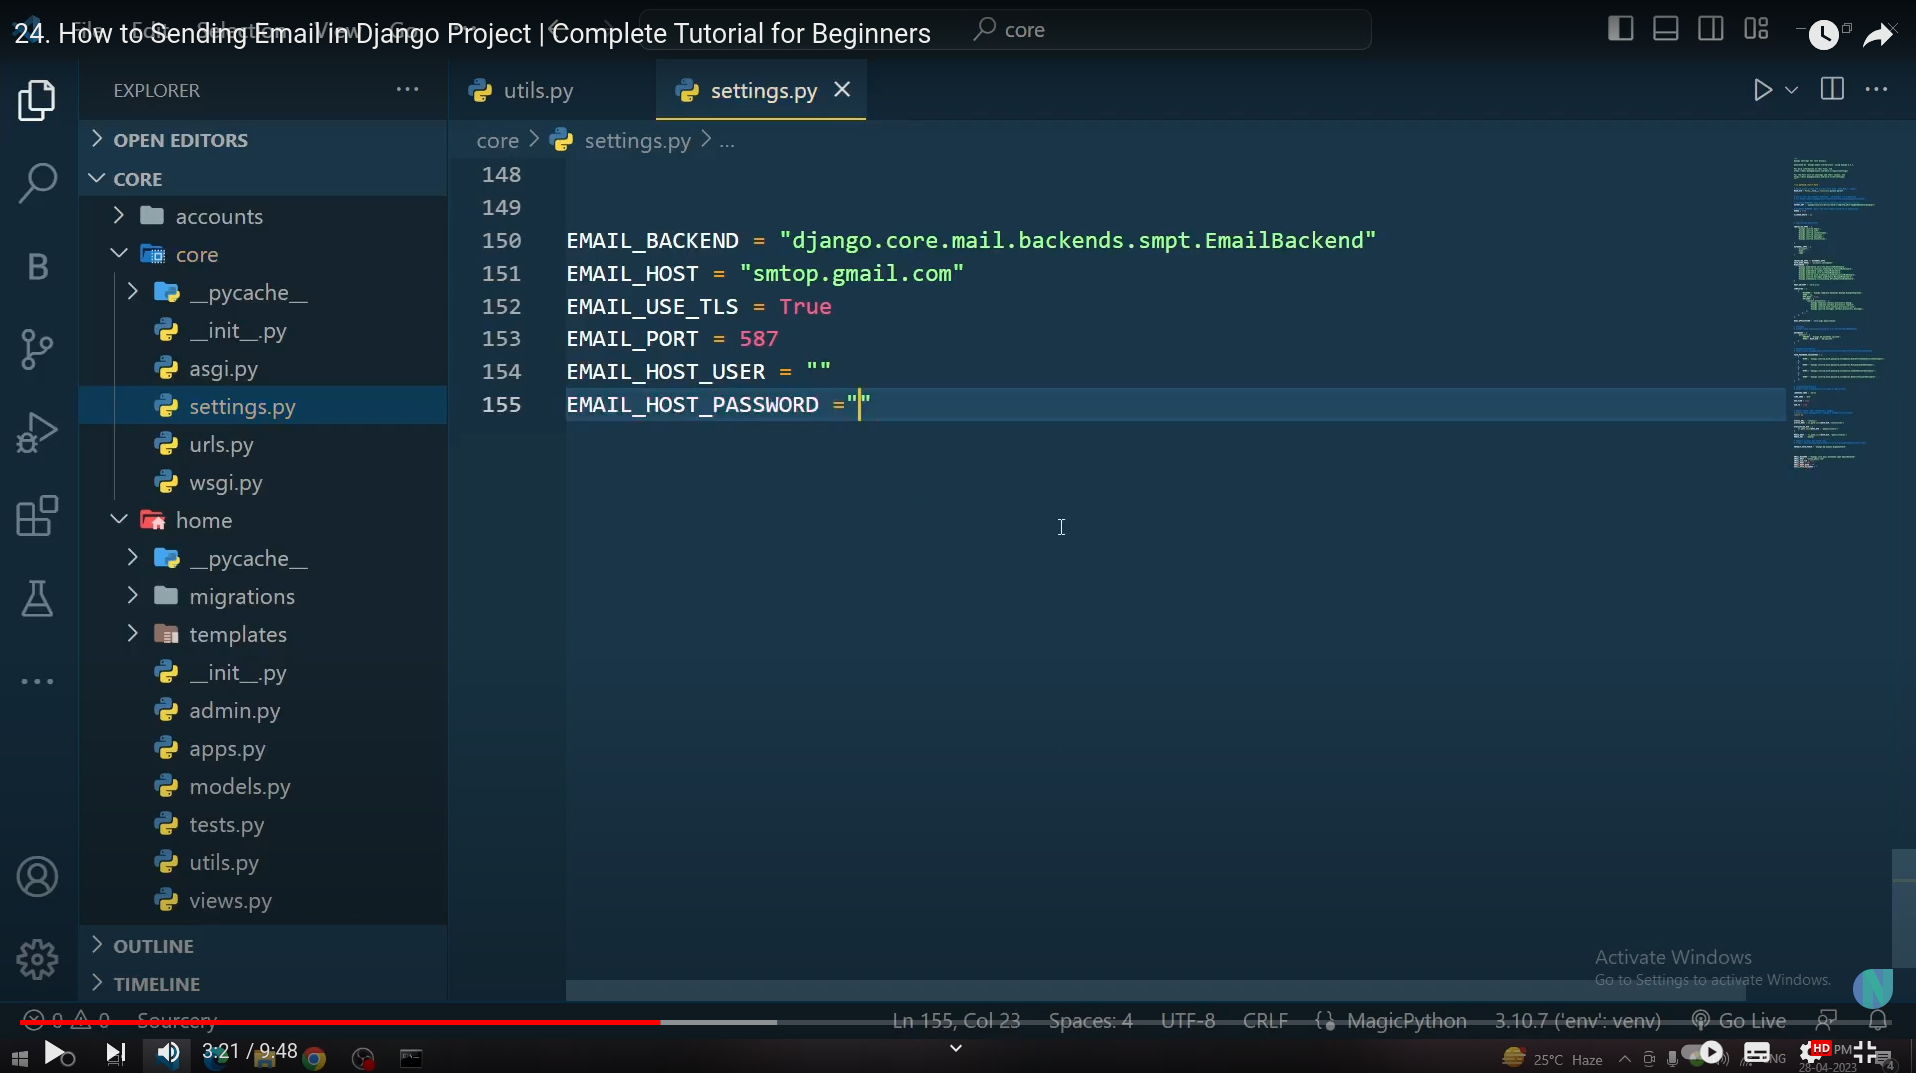 24. How to Sending Email in Django Project | Complete Tutorial for Beginners
core
EXPLORER
utils.py
settings.py
OPEN EDITORS
core > settings.py > ...
CORE
accounts
core
__pycache__
__init__.py
asgi.py
settings.py
urls.py
wsgi.py
home
__pycache__
migrations
templates
__init__.py
admin.py
apps.py
models.py
tests.py
utils.py
views.py
OUTLINE
TIMELINE
148
149
150 EMAIL_BACKEND = "django.core.mail.backends.smpt.EmailBackend"
151 EMAIL_HOST = "smtop.gmail.com"
152 EMAIL_USE_TLS = True
153 EMAIL_PORT = 587
154 EMAIL_HOST_USER = ""
155 EMAIL_HOST_PASSWORD =""
Activate Windows
Go to Settings to activate Windows.
0 0 Sourcery
Ln 155, Col 23 Spaces: 4 UTF-8 CRLF MagicPython 3.10.7 ('env': venv) Go Live
3:21 / 9:48
25°C Haze
HD PM
28-04-2023
4